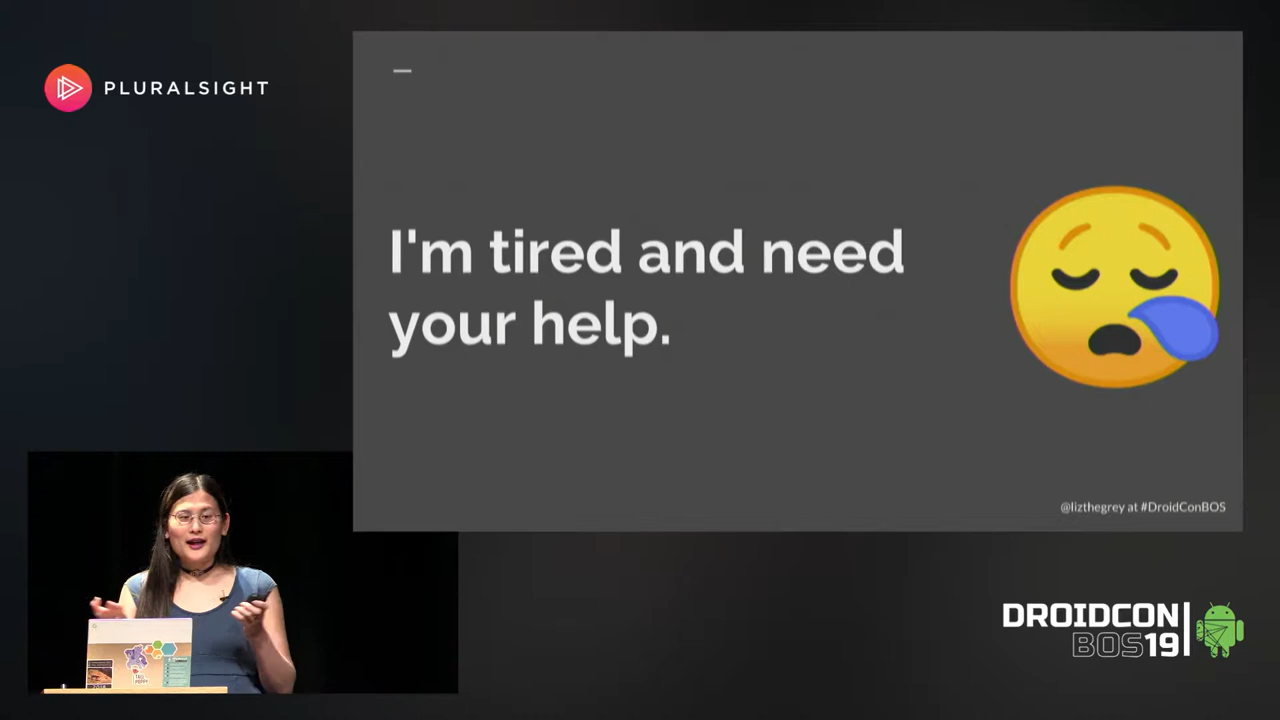 PLURALSIGHT
I'm tired and need
your help.
@lizthegrey at #DroidConBOS
DROIDCON
BOS19